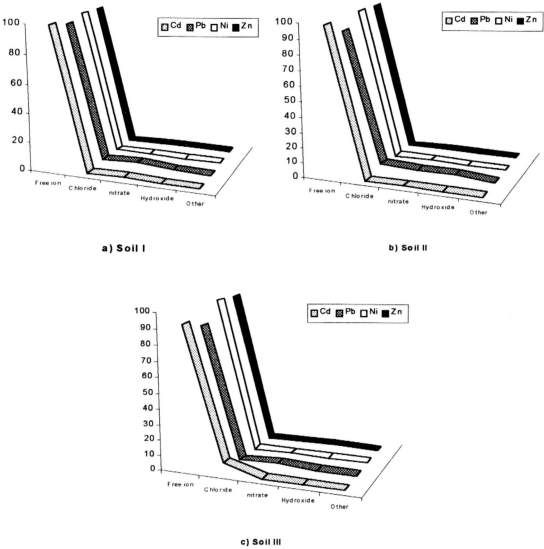 Cd Pb Ni Zn
100
80
60
40
20
0
Free ion
Chloride
nitrate
Hydroxide
Other
a) Soil I
Cd Pb Ni Zn
100
90
80
70
60
50
40
30
20
10
0
Free ion
Chloride
nitrate
Hydroxide
Other
b) Soil II
Cd Pb Ni Zn
100
90
80
70
60
50
40
30
20
10
0
Free ion
Chloride
nitrate
Hydroxide
Other
c) Soil III